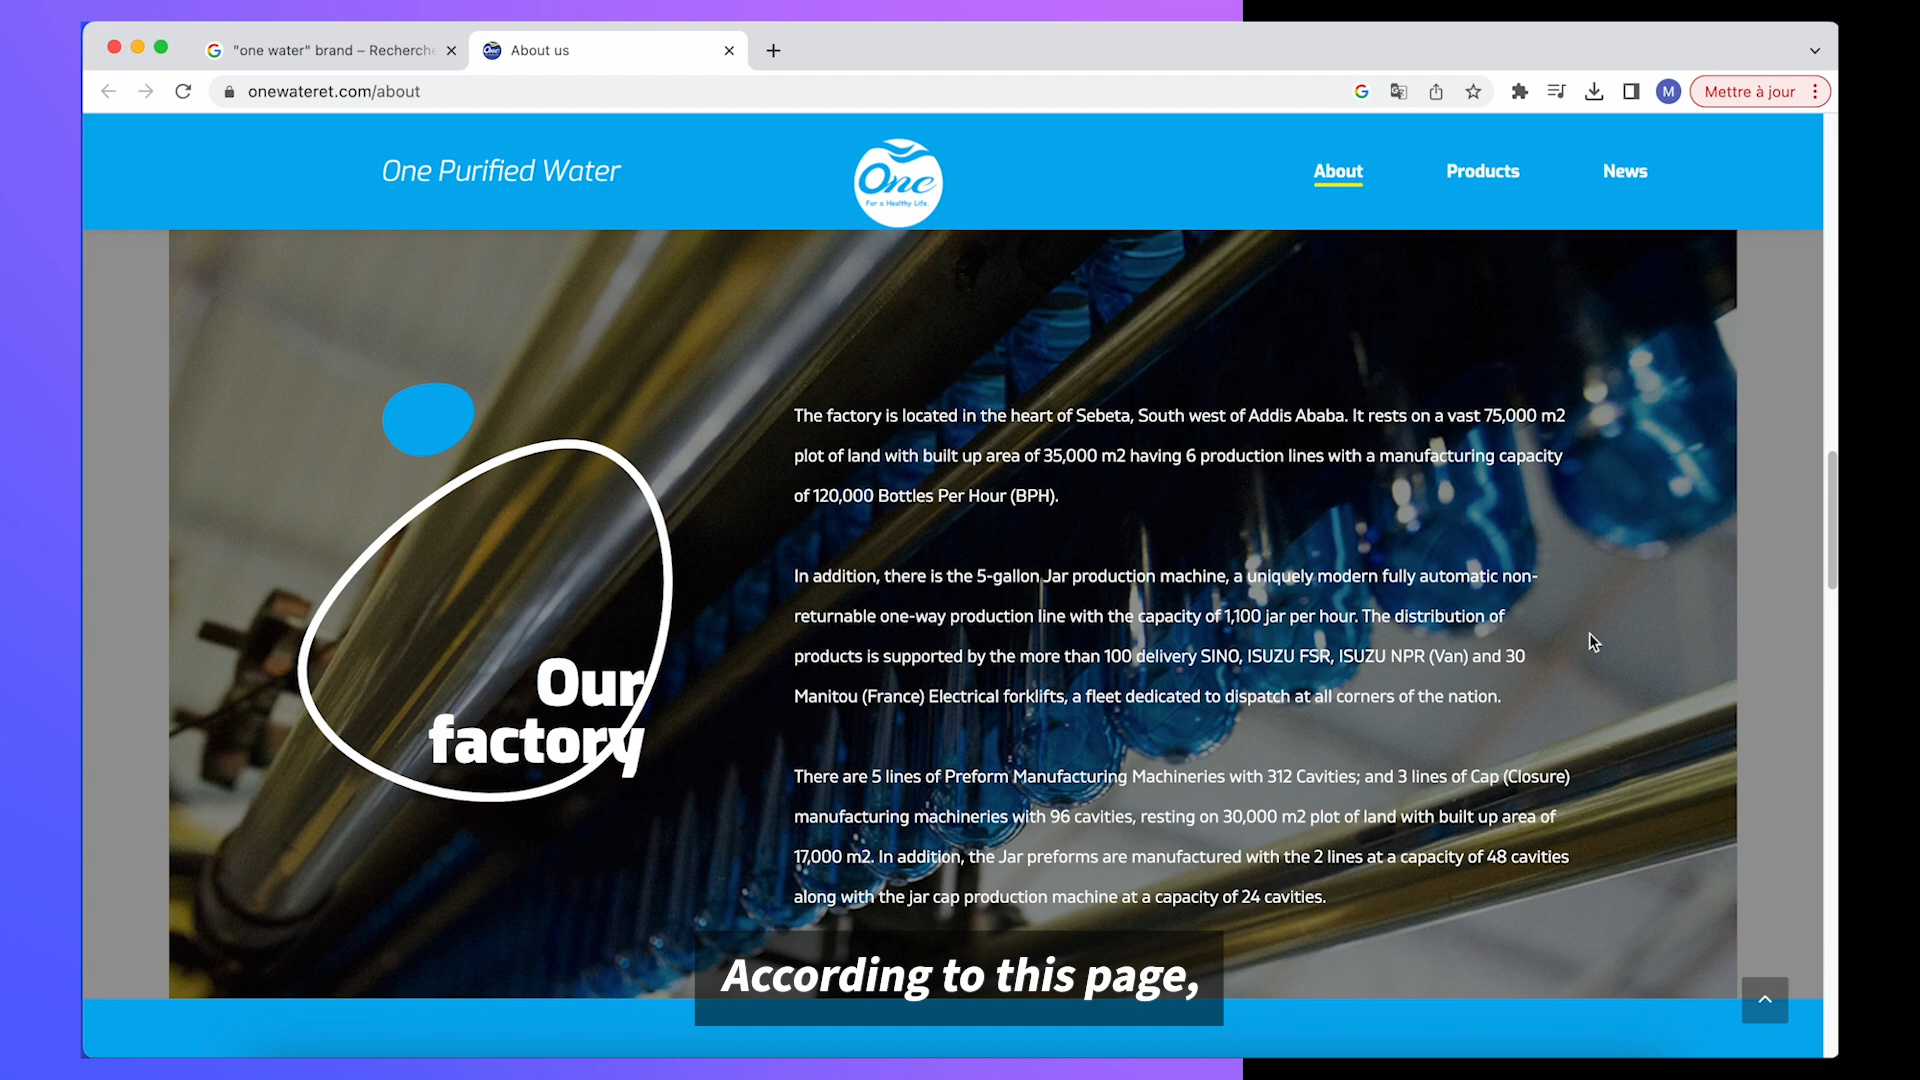 "one water" brand – Recherche
About us
onewateret.com/about
M
Mettre à jour
One Purified Water
One
For a Healthy Life.
About
Products
News
Our
factory
The factory is located in the heart of Sebeta, South west of Addis Ababa. It rests on a vast 75,000 m2
plot of land with built up area of 35,000 m2 having 6 production lines with a manufacturing capacity
of 120,000 Bottles Per Hour (BPH).
In addition, there is the 5-gallon Jar production machine, a uniquely modern fully automatic non-
returnable one-way production line with the capacity of 1,100 jar per hour. The distribution of
products is supported by the more than 100 delivery SINO, ISUZU FSR, ISUZU NPR (Van) and 30
Manitou (France) Electrical forklifts, a fleet dedicated to dispatch at all corners of the nation.
There are 5 lines of Preform Manufacturing Machineries with 312 Cavities; and 3 lines of Cap (Closure)
manufacturing machineries with 96 cavities, resting on 30,000 m2 plot of land with built up area of
17,000 m2. In addition, the Jar preforms are manufactured with the 2 lines at a capacity of 48 cavities
along with the jar cap production machine at a capacity of 24 cavities.
According to this page,